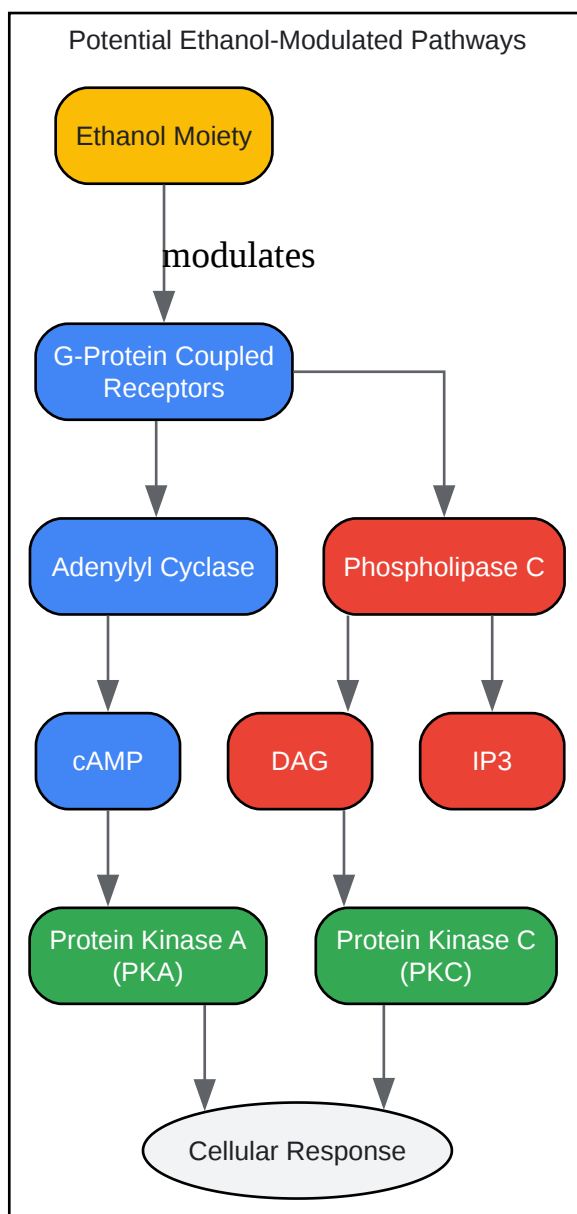 Potential Ethanol-Modulated Pathways
Ethanol Moiety
modulates
G-Protein Coupled
Receptors
Adenylyl Cyclase
Phospholipase C
cAMP
DAG
IP3
Protein Kinase A
(PKA)
Protein Kinase C
(PKC)
Cellular Response